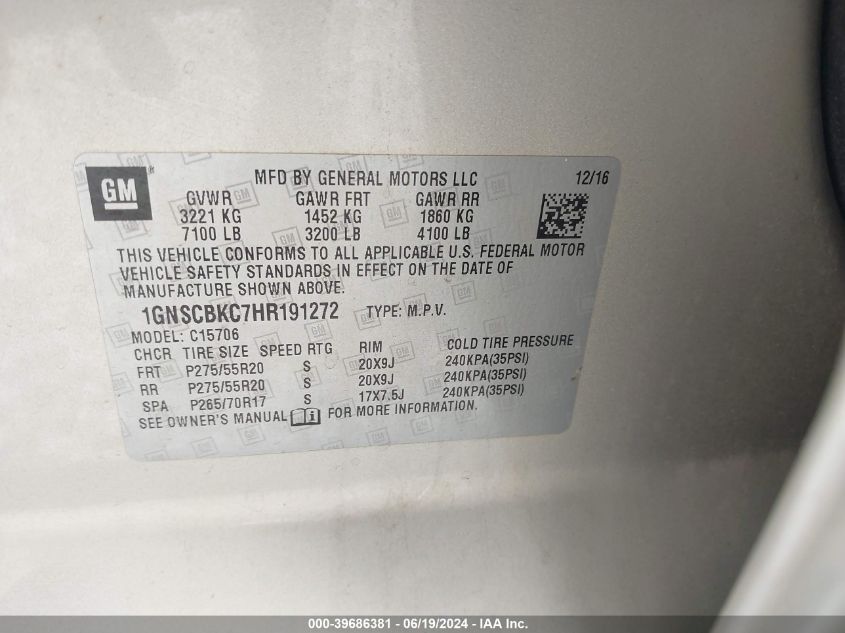 GM MFD BY GENERAL MOTORS LLC 12/16
GVWR GAWR FRT GAWR RR
3221 KG 1452 KG 1860 KG
7100 LB 3200 LB 4100 LB
THIS VEHICLE CONFORMS TO ALL APPLICABLE U.S. FEDERAL MOTOR
VEHICLE SAFETY STANDARDS IN EFFECT ON THE DATE OF
MANUFACTURE SHOWN ABOVE.
1GNSCBKC7HR191272 TYPE: M.P.V.
MODEL: C15706
CHCR TIRE SIZE SPEED RTG RIM COLD TIRE PRESSURE
FRT P275/55R20 S 20X9J 240KPA(35PSI)
RR P275/55R20 S 20X9J 240KPA(35PSI)
SPA P265/70R17 S 17X7.5J 240KPA(35PSI)
SEE OWNER'S MANUAL FOR MORE INFORMATION.
000-39686381 - 06/19/2024 - IAA Inc.